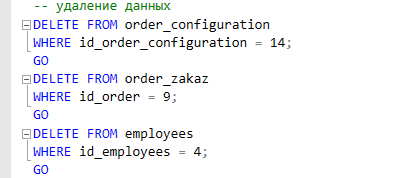 -- удаление данных
DELETE FROM order_configuration
WHERE id_order_configuration = 14;
GO
DELETE FROM order_zakaz
WHERE id_order = 9;
GO
DELETE FROM employees
WHERE id_employees = 4;
GO